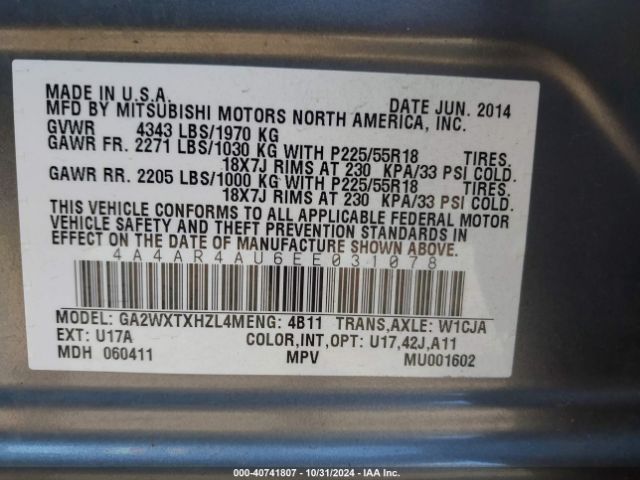 MADE IN U.S.A. DATE JUN. 2014
MFD BY MITSUBISHI MOTORS NORTH AMERICA, INC.
GVWR 4343 LBS/1970 KG
GAWR FR. 2271 LBS/1030 KG WITH P225/55R18 TIRES.
18X7J RIMS AT 230 KPA/33 PSI COLD.
GAWR RR. 2205 LBS/1000 KG WITH P225/55R18 TIRES.
18X7J RIMS AT 230 KPA/33 PSI COLD.
THIS VEHICLE CONFORMS TO ALL APPLICABLE FEDERAL MOTOR
VEHICLE SAFETY AND THEFT PREVENTION STANDARDS IN
EFFECT ON THE DATE OF MANUFACTURE SHOWN ABOVE.
4A4AR4AU6EE031078
MODEL: GA2WXTXHZL4MENG: 4B11 TRANS,AXLE: W1CJA
EXT: U17A COLOR,INT,OPT: U17,42J,A11
MDH 060411 MPV MU001602
000-40741807 - 10/31/2024 - IAA Inc.